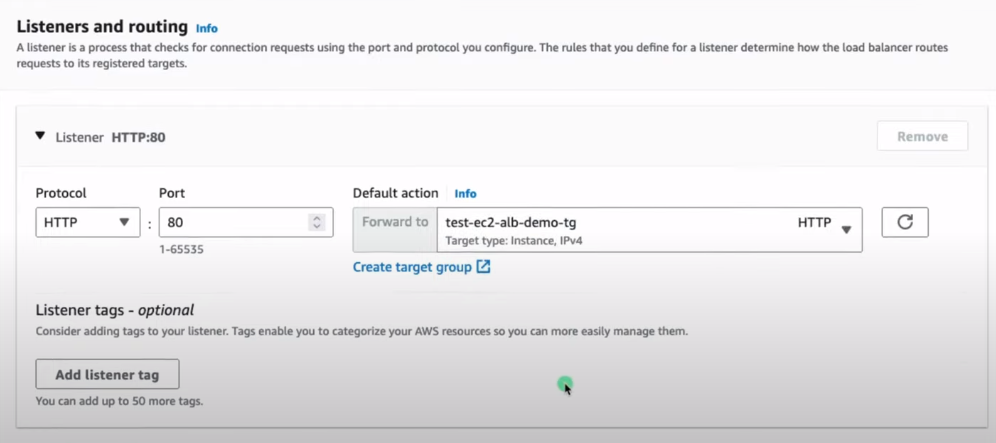 Listeners and routing Info
A listener is a process that checks for connection requests using the port and protocol you configure. The rules that you define for a listener determine how the load balancer routes
requests to its registered targets.
Listener HTTP:80
Remove
Protocol
Port
Default action Info
HTTP
:
80
Forward to
test-ec2-alb-demo-tg
HTTP
Target type: Instance, IPv4
1-65535
Create target group
Listener tags - optional
Consider adding tags to your listener. Tags enable you to categorize your AWS resources so you can more easily manage them.
Add listener tag
You can add up to 50 more tags.